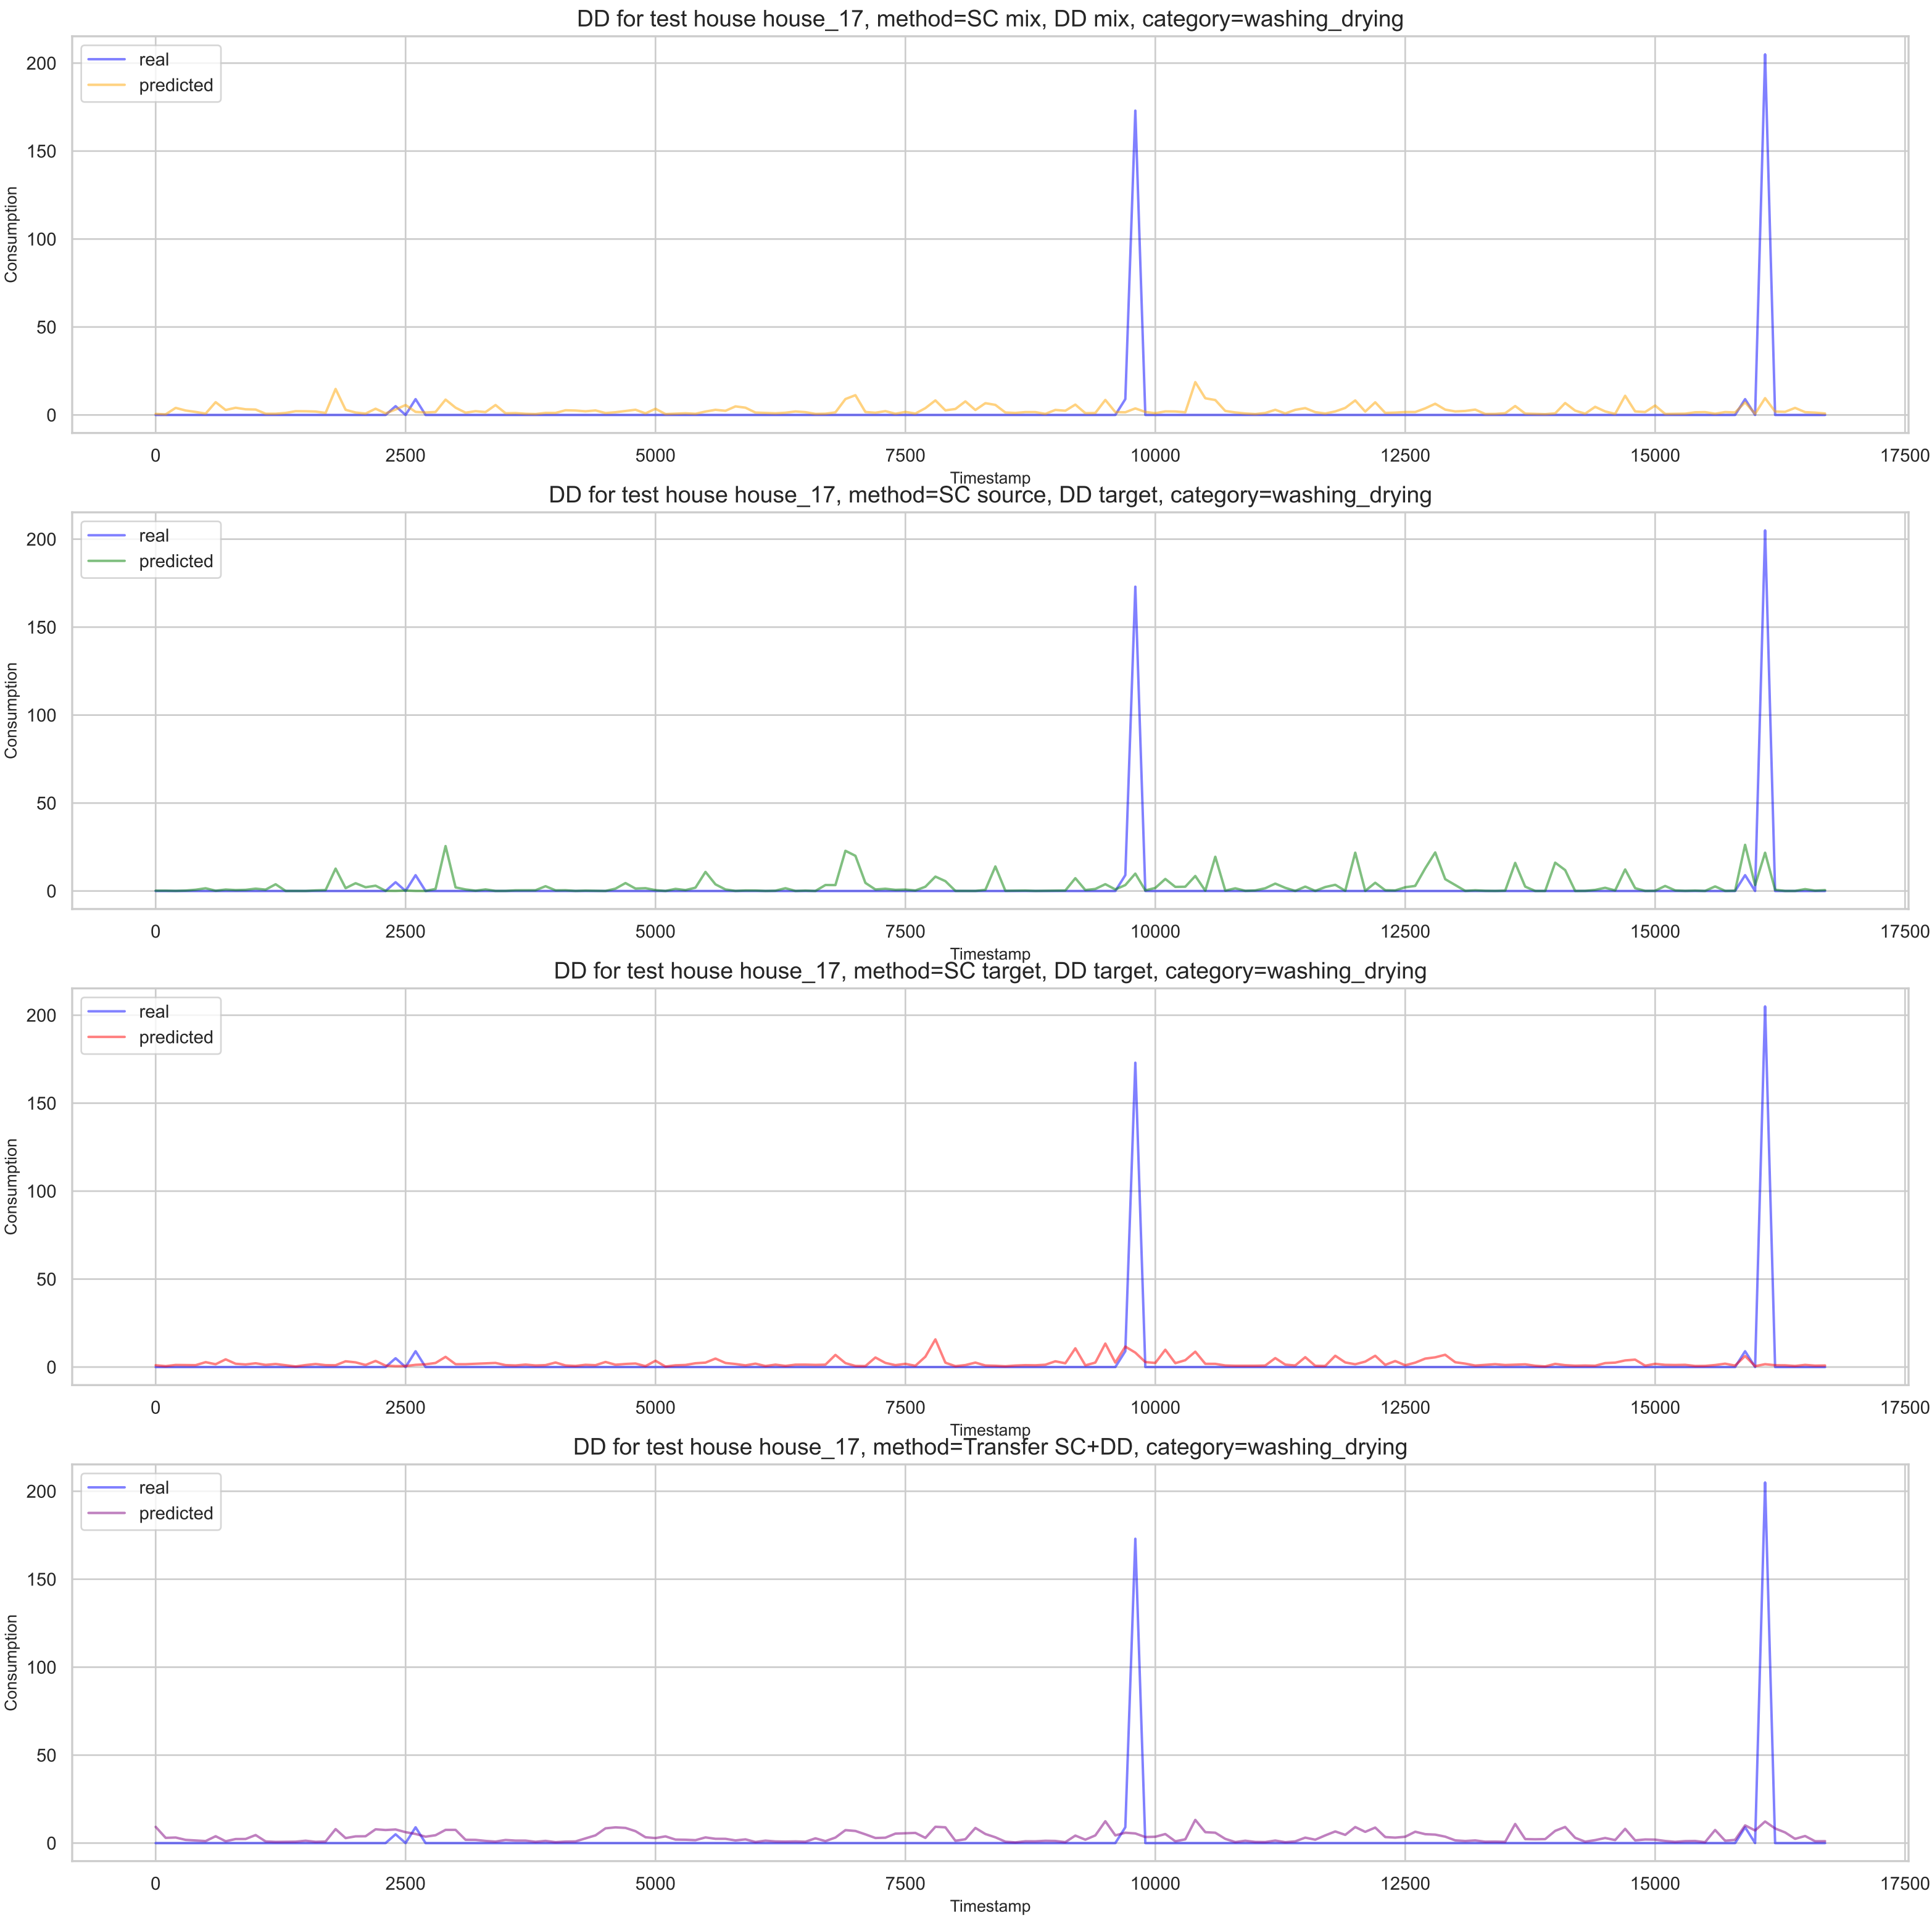 DD for test house house_17, method=SC mix, DD mix, category=washing_drying
real
predicted
200
150
100
50
0
Consumption
0 2500 5000 7500 10000 12500 15000 17500
Timestamp
DD for test house house_17, method=SC source, DD target, category=washing_drying
real
predicted
200
150
100
50
0
Consumption
0 2500 5000 7500 10000 12500 15000 17500
Timestamp
DD for test house house_17, method=SC target, DD target, category=washing_drying
real
predicted
200
150
100
50
0
Consumption
0 2500 5000 7500 10000 12500 15000 17500
Timestamp
DD for test house house_17, method=Transfer SC+DD, category=washing_drying
real
predicted
200
150
100
50
0
Consumption
0 2500 5000 7500 10000 12500 15000 17500
Timestamp